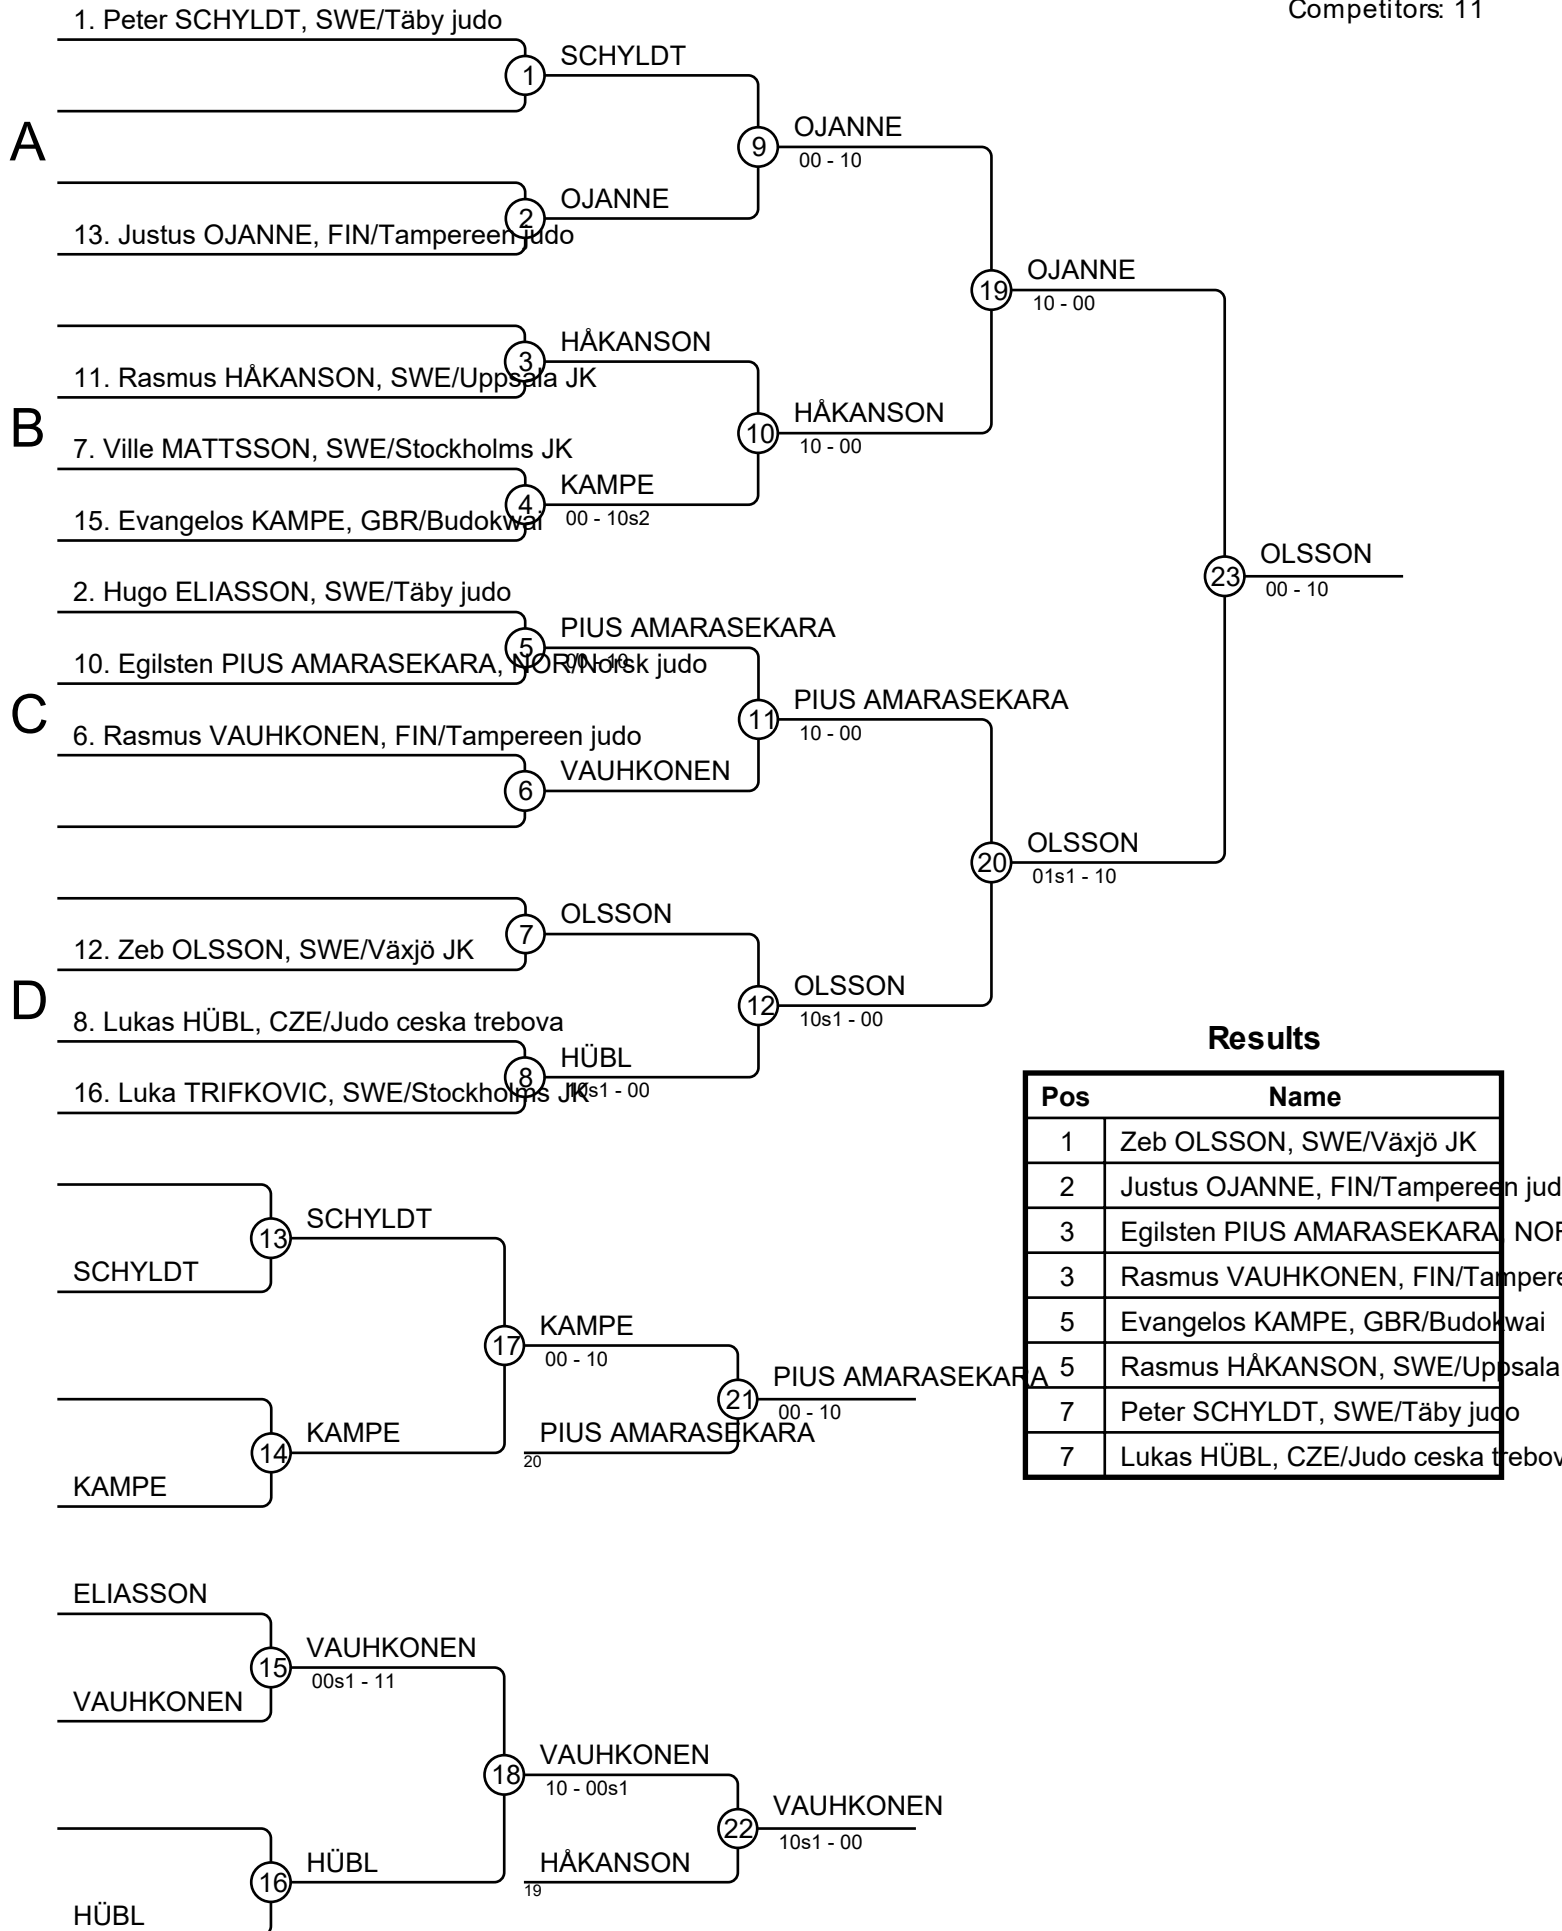 Competitors: 11
1. Peter SCHYLDT, SWE/Täby judo
1
SCHYLDT
A
9
OJANNE
00 - 10
2
OJANNE
13. Justus OJANNE, FIN/Tampereen judo
19
OJANNE
10 - 00
3
HÅKANSON
11. Rasmus HÅKANSON, SWE/Uppsala JK
B
10
HÅKANSON
10 - 00
7. Ville MATTSSON, SWE/Stockholms JK
4
KAMPE
00 - 10s2
15. Evangelos KAMPE, GBR/Budokwai
23
OLSSON
00 - 10
2. Hugo ELIASSON, SWE/Täby judo
5
PIUS AMARASEKARA
00 - 10
10. Egilsten PIUS AMARASEKARA, NOR/Norsk judo
C
11
PIUS AMARASEKARA
10 - 00
6. Rasmus VAUHKONEN, FIN/Tampereen judo
6
VAUHKONEN
20
OLSSON
01s1 - 10
7
OLSSON
12. Zeb OLSSON, SWE/Växjö JK
D
12
OLSSON
10s1 - 00
8. Lukas HÜBL, CZE/Judo ceska trebova
8
HÜBL
10s1 - 00
16. Luka TRIFKOVIC, SWE/Stockholms JK
Results
Pos Name
1 Zeb OLSSON, SWE/Växjö JK
2 Justus OJANNE, FIN/Tampereen jud
3 Egilsten PIUS AMARASEKARA, NOR
3 Rasmus VAUHKONEN, FIN/Tampere
5 Evangelos KAMPE, GBR/Budokwai
5 Rasmus HÅKANSON, SWE/Uppsala
7 Peter SCHYLDT, SWE/Täby judo
7 Lukas HÜBL, CZE/Judo ceska trebov
13
SCHYLDT
SCHYLDT
17
KAMPE
00 - 10
21
PIUS AMARASEKARA
00 - 10
14
KAMPE
PIUS AMARASEKARA
20
KAMPE
ELIASSON
15
VAUHKONEN
00s1 - 11
VAUHKONEN
18
VAUHKONEN
10 - 00s1
22
VAUHKONEN
10s1 - 00
16
HÜBL
HÅKANSON
19
HÜBL